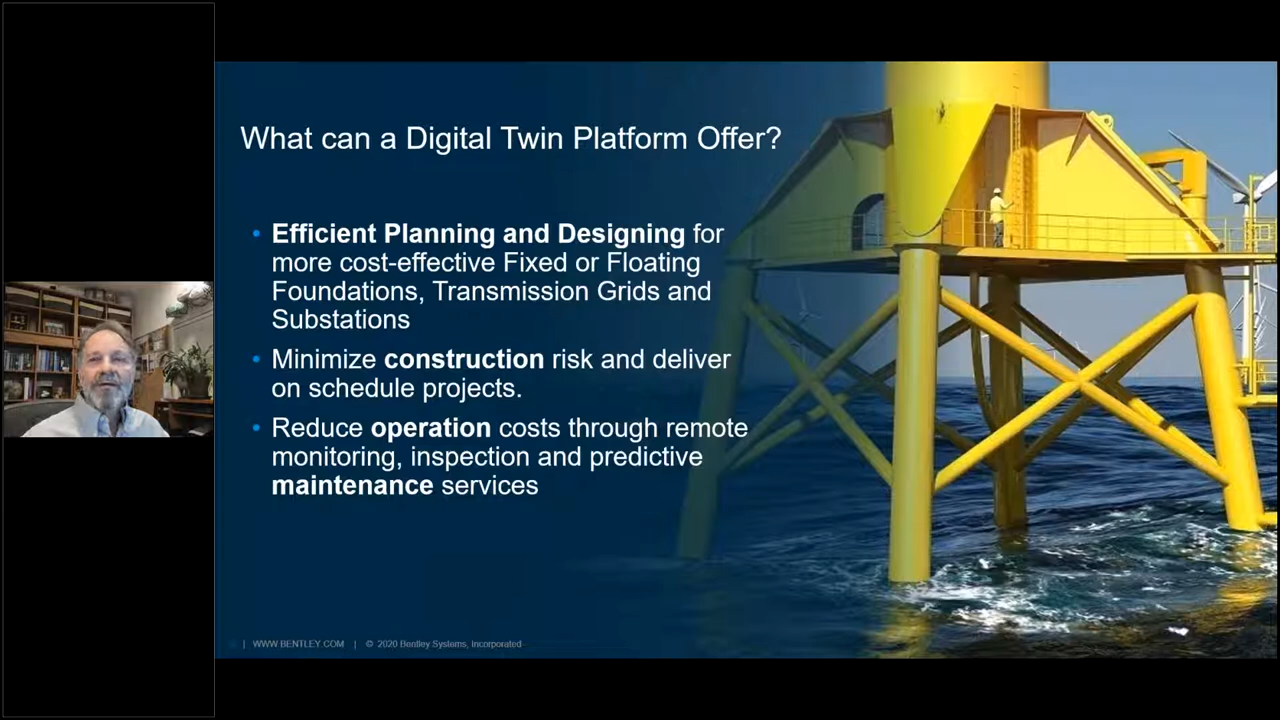 What can a Digital Twin Platform Offer?
• Efficient Planning and Designing for
more cost-effective Fixed or Floating
Foundations, Transmission Grids and
Substations
• Minimize construction risk and deliver
on schedule projects.
• Reduce operation costs through remote
monitoring, inspection and predictive
maintenance services
| WWW.BENTLEY.COM | © 2020 Bentley Systems, Incorporated